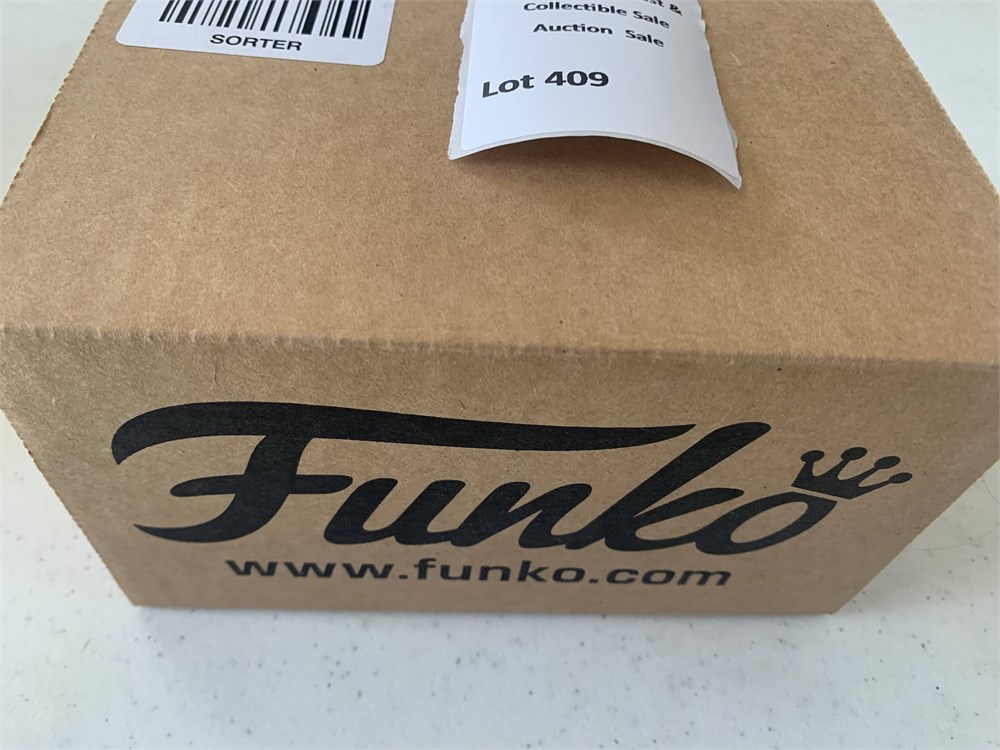 SORTER
&
Collectible Sale
Auction Sale
Lot 409
Funko
www.funko.com